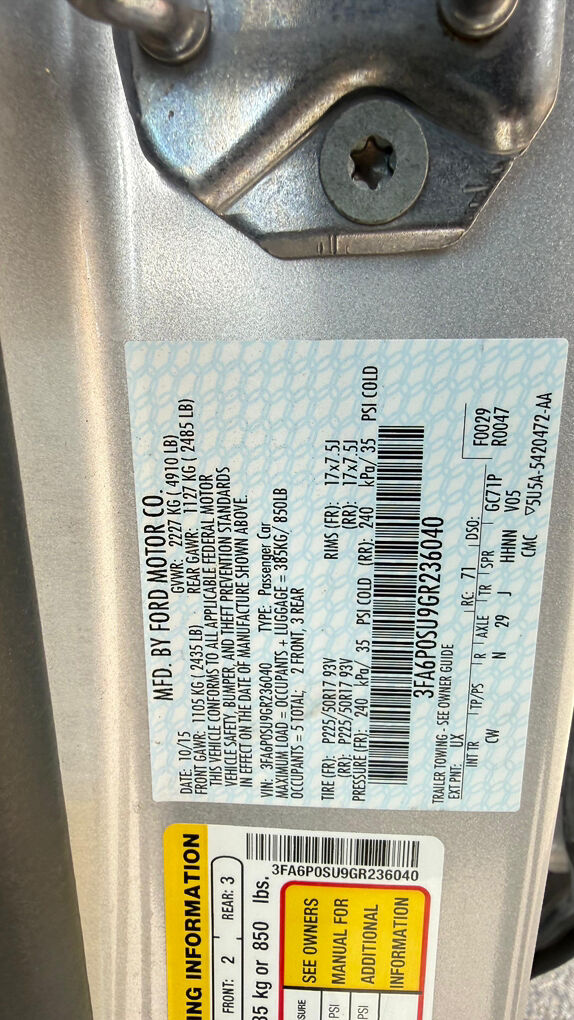 MFD. BY FORD MOTOR CO.
DATE: 10/15 GVWR: 2227 KG ( 4910 LB)
FRONT GAWR: 1105 KG ( 2435 LB) REAR GAWR: 1127 KG ( 2485 LB)
THIS VEHICLE CONFORMS TO ALL APPLICABLE FEDERAL MOTOR
VEHICLE SAFETY, BUMPER, AND THEFT PREVENTION STANDARDS
IN EFFECT ON THE DATE OF MANUFACTURE SHOWN ABOVE.
VIN: 3FA6P0SU9GR236040 TYPE: Passenger Car
MAXIMUM LOAD = OCCUPANTS + LUGGAGE = 385KG/ 850LB
OCCUPANTS = 5 TOTAL; 2 FRONT, 3 REAR
TIRE (FR): P225/50R17 93V RIMS (FR): 17x7.5J
(RR): P225/50R17 93V (RR): 17x7.5J
PRESSURE (FR): 240 kPa/ 35 PSI COLD (RR): 240 kPa/ 35 PSI COLD
3FA6P0SU9GR236040
TRAILER TOWING - SEE OWNER GUIDE
EXT PNT: UX RC: 71 DSO: F0029
INT TR TP/PS R AXLE TR SPR R0047
CW N 29 J HHNN GC71P
V05
CMC ▽5U5A-5420472-AA
NG INFORMATION
FRONT: 2 REAR: 3
85 kg or 850 lbs.
3FA6P0SU9GR236040
SEE OWNERS
MANUAL FOR
ADDITIONAL
INFORMATION
SURE
PSI
PSI